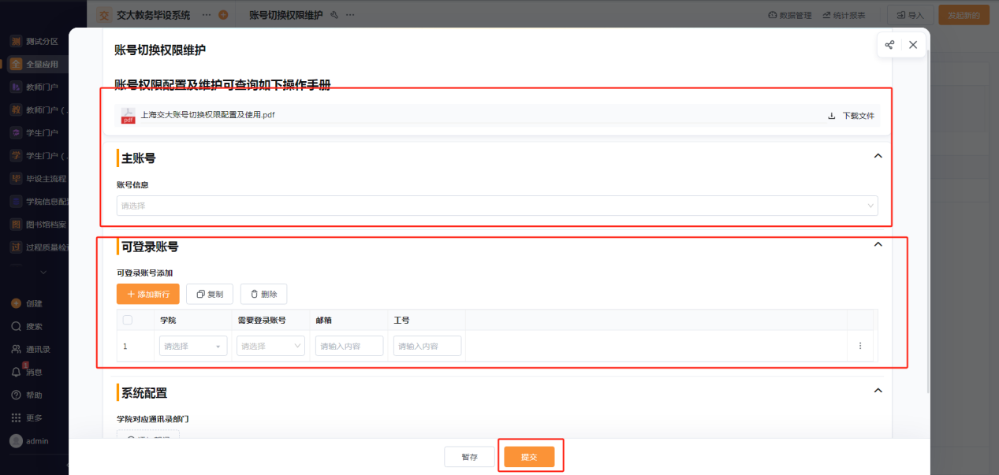 交 交大教务毕设系统 ··· 账号切换权限维护 ··· 数据管理 统计报表 导入 发起新的
测 测试分区
全 全量应用
教师门户
教 教师门户 (.
学生门户
学 学生门户 (.
毕 毕设主流程
学院信息配
图 图书馆档案
过 过程质量检
创建
搜索
通讯录
1
消息
帮助
更多
admin
账号切换权限维护
账号权限配置及维护可查询如下操作手册
pdf 上海交大账号切换权限配置及使用.pdf 下载文件
主账号
账号信息
请选择
可登录账号
可登录账号添加
+ 添加新行 复制 删除
学院 需要登录账号 邮箱 工号
1 请选择 请选择 请输入内容 请输入内容
系统配置
学院对应通讯录部门
暂存 提交